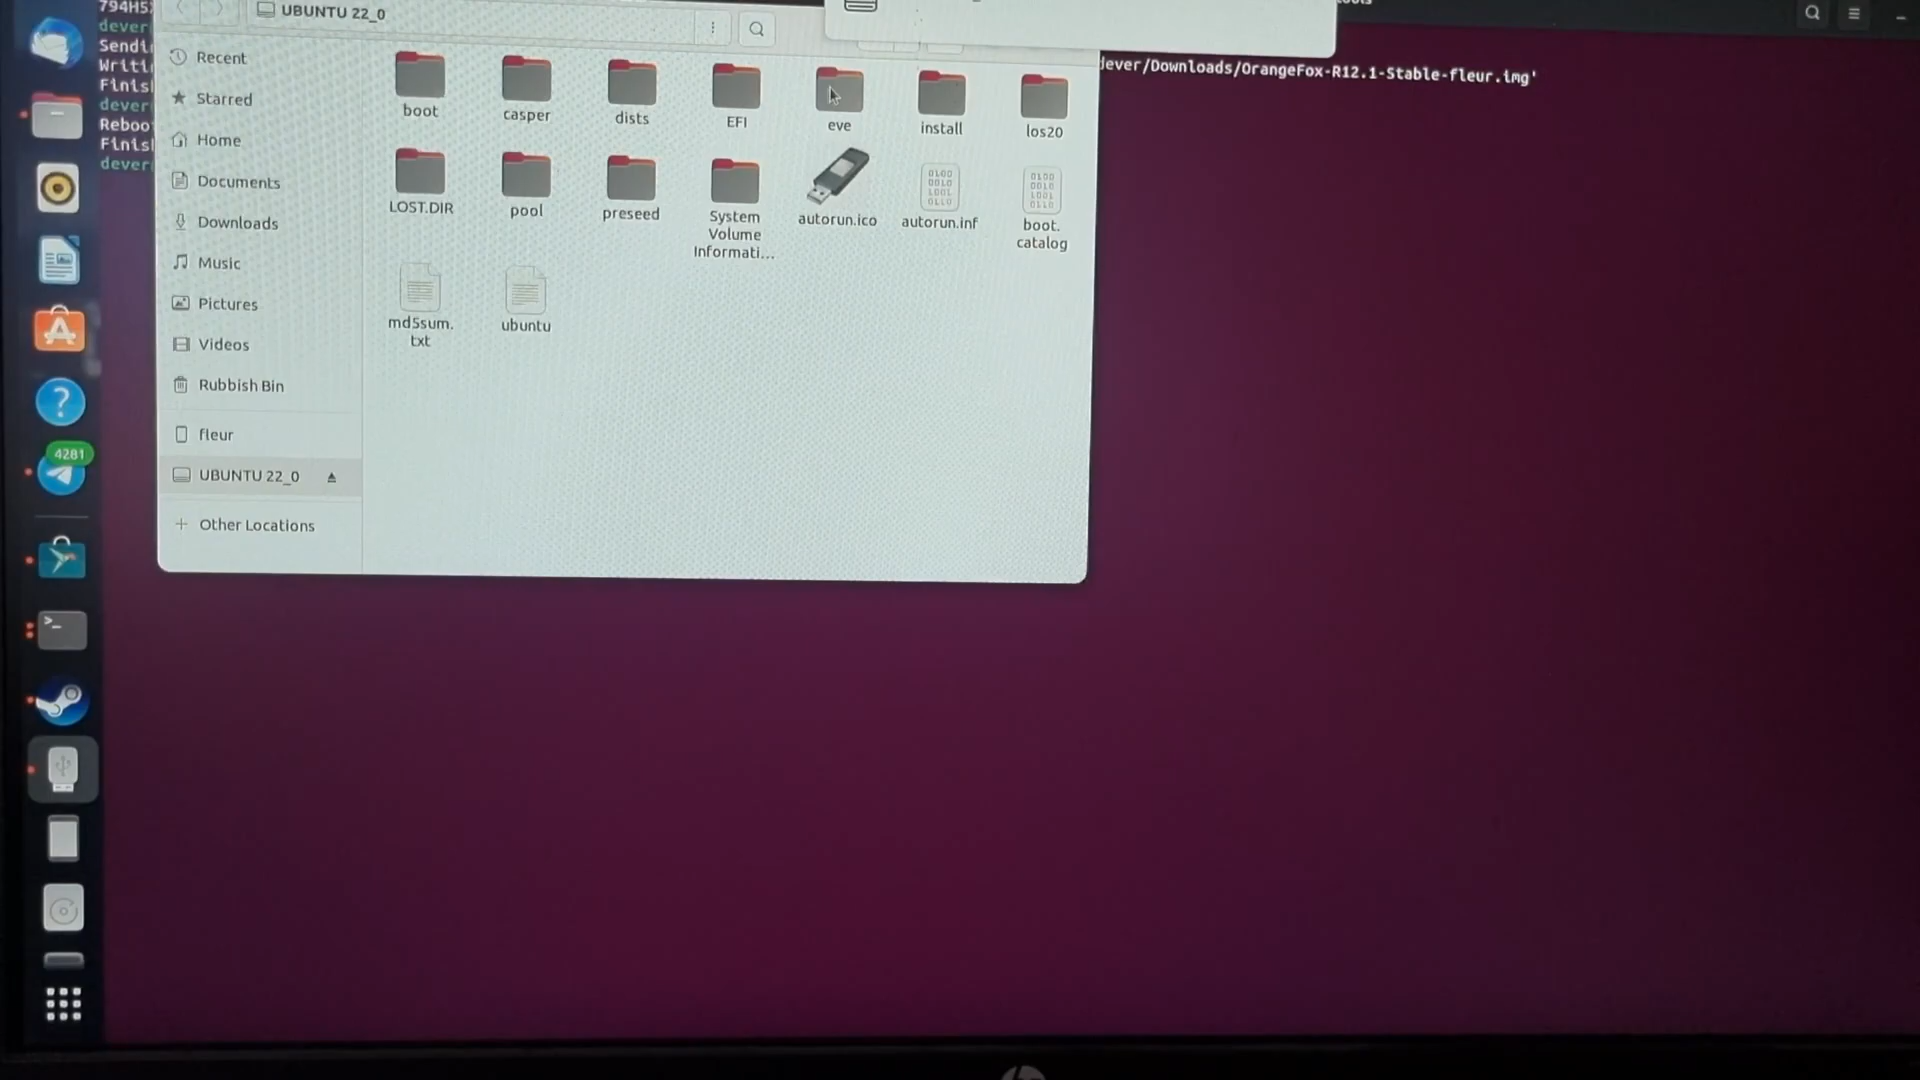 794H5
dever
Sendi
Writi
Finis
dever
Reboo
Finis
dever
UBUNTU 22_0
dever/Downloads/OrangeFox-R12.1-Stable-fleur.img'
Recent
Starred
Home
Documents
Downloads
Music
Pictures
Videos
Rubbish Bin
fleur
UBUNTU 22_0
+ Other Locations
boot
casper
dists
EFI
eve
install
los20
LOST.DIR
pool
preseed
System
Volume
Informati...
autorun.ico
autorun.inf
boot.
catalog
md5sum.
txt
ubuntu
4281